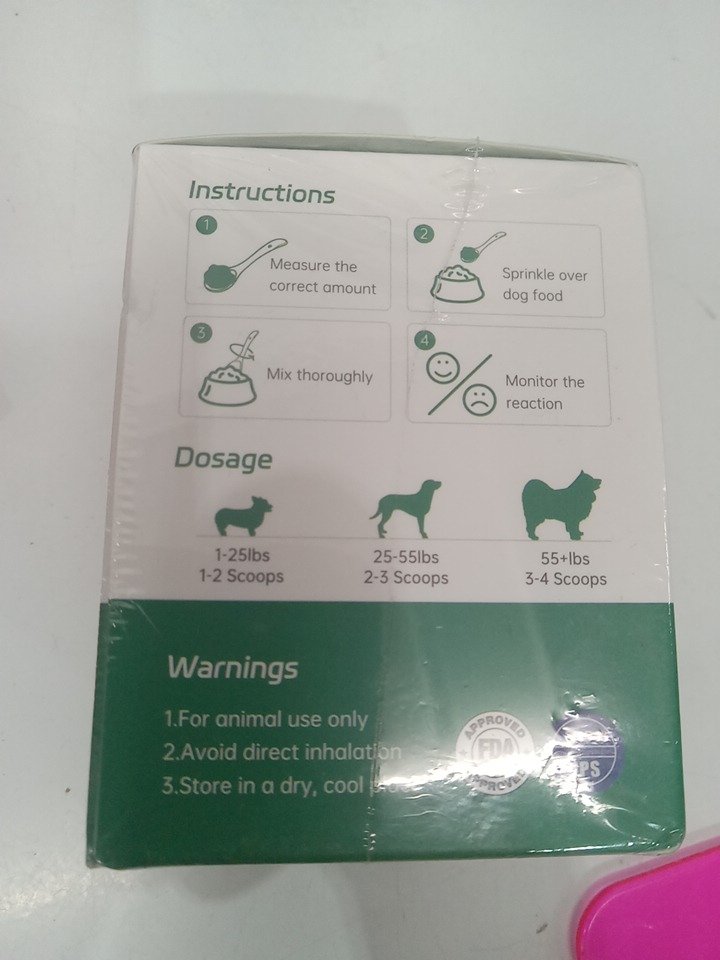 Instructions
1
Measure the
correct amount
2
Sprinkle over
dog food
3
Mix thoroughly
4
Monitor the
reaction
Dosage
1-25lbs
1-2 Scoops
25-55lbs
2-3 Scoops
55+lbs
3-4 Scoops
Warnings
1.For animal use only
2.Avoid direct inhalation
3.Store in a dry, cool
APPROVED
FDA
APPROVED